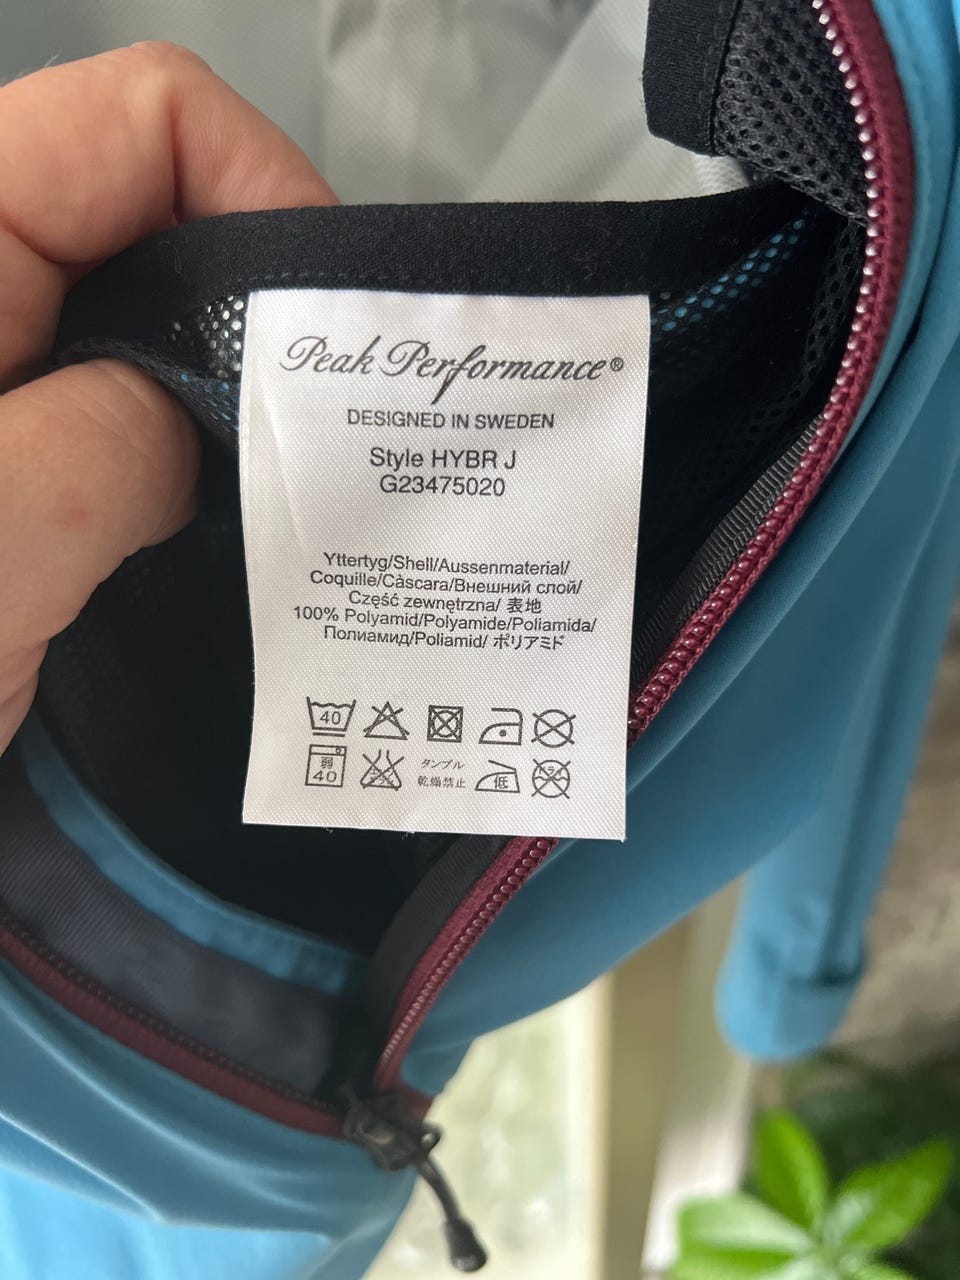 Peak Performance®
DESIGNED IN SWEDEN
Style HYBR J
G23475020
Yttertyg/Shell/Aussenmaterial/
Coquille/Càscara/Внешний слой/
Część zewnętrzna/ 表地
100% Polyamid/Polyamide/Poliamida/
Полиамид/Poliamid/ ポリアミド
40
弱 タンブル
40 乾燥禁止 低